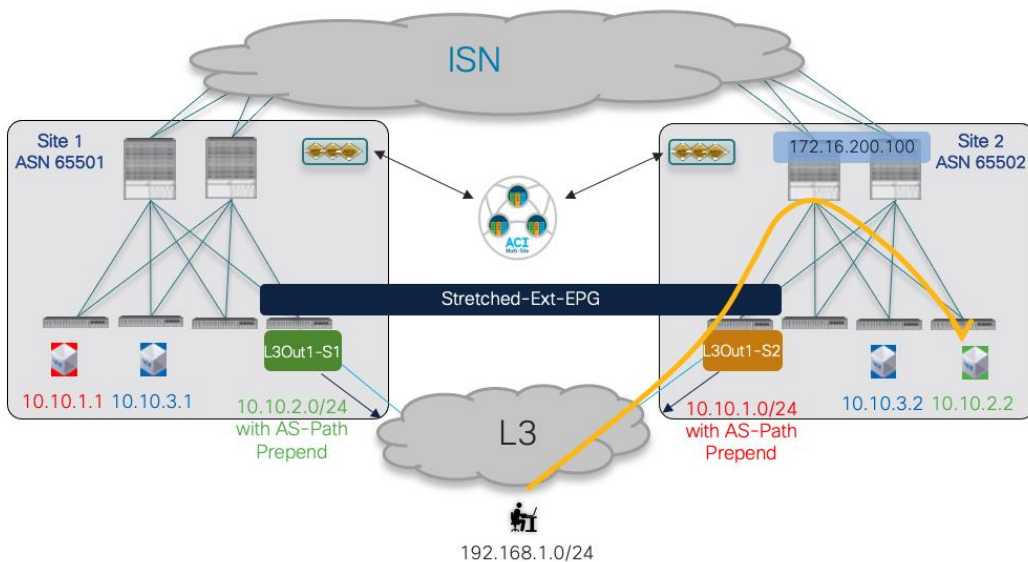 ISN
Site 1
ASN 65501
172.16.200.100
Site 2
ASN 65502
ACI
Multi-Site
Stretched-Ext-EPG
L3Out1-S1
L3Out1-S2
10.10.1.1
10.10.3.1
10.10.2.0/24
with AS-Path
Prepend
L3
10.10.1.0/24
with AS-Path
Prepend
10.10.3.2
10.10.2.2
192.168.1.0/24